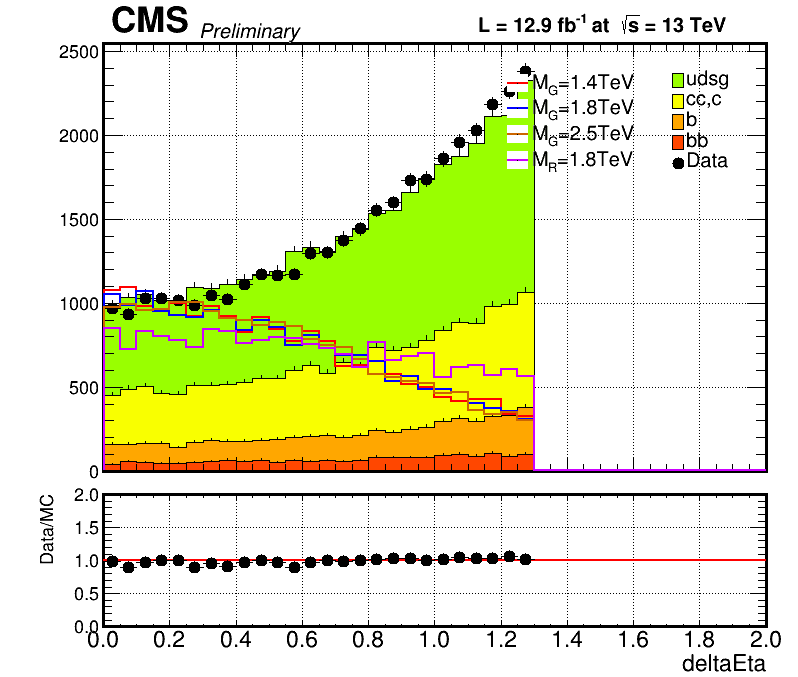 CMS Preliminary L = 12.9 fb⁻¹ at √s = 13 TeV
2500
2000
1500
1000
500
0
M_G=1.4TeV
M_G=1.8TeV
M_G=2.5TeV
M_R=1.8TeV
udsg
cc,c
b
bb
Data
Data/MC
2.0
1.5
1.0
0.5
0.0
0.0 0.2 0.4 0.6 0.8 1.0 1.2 1.4 1.6 1.8 2.0
deltaEta